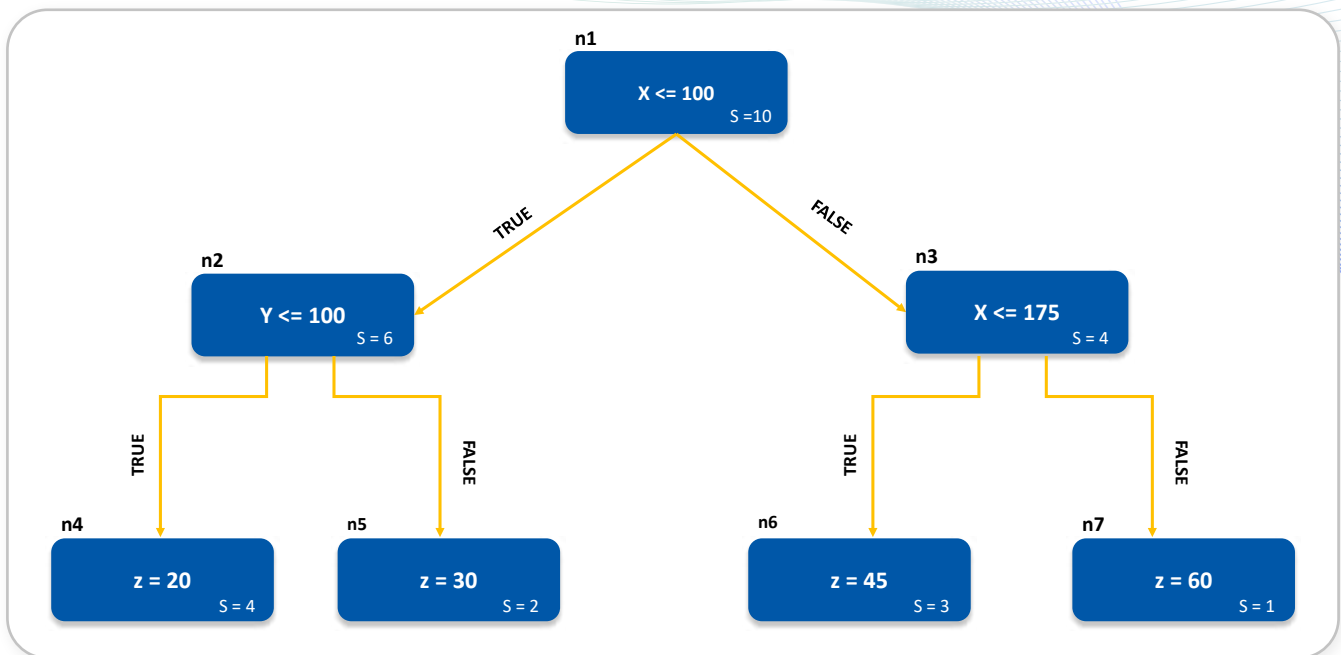 n1
X <= 100
S =10
TRUE
FALSE
n2
Y <= 100
S = 6
n3
X <= 175
S = 4
TRUE
FALSE
TRUE
FALSE
n4
z = 20
S = 4
n5
z = 30
S = 2
n6
z = 45
S = 3
n7
z = 60
S = 1